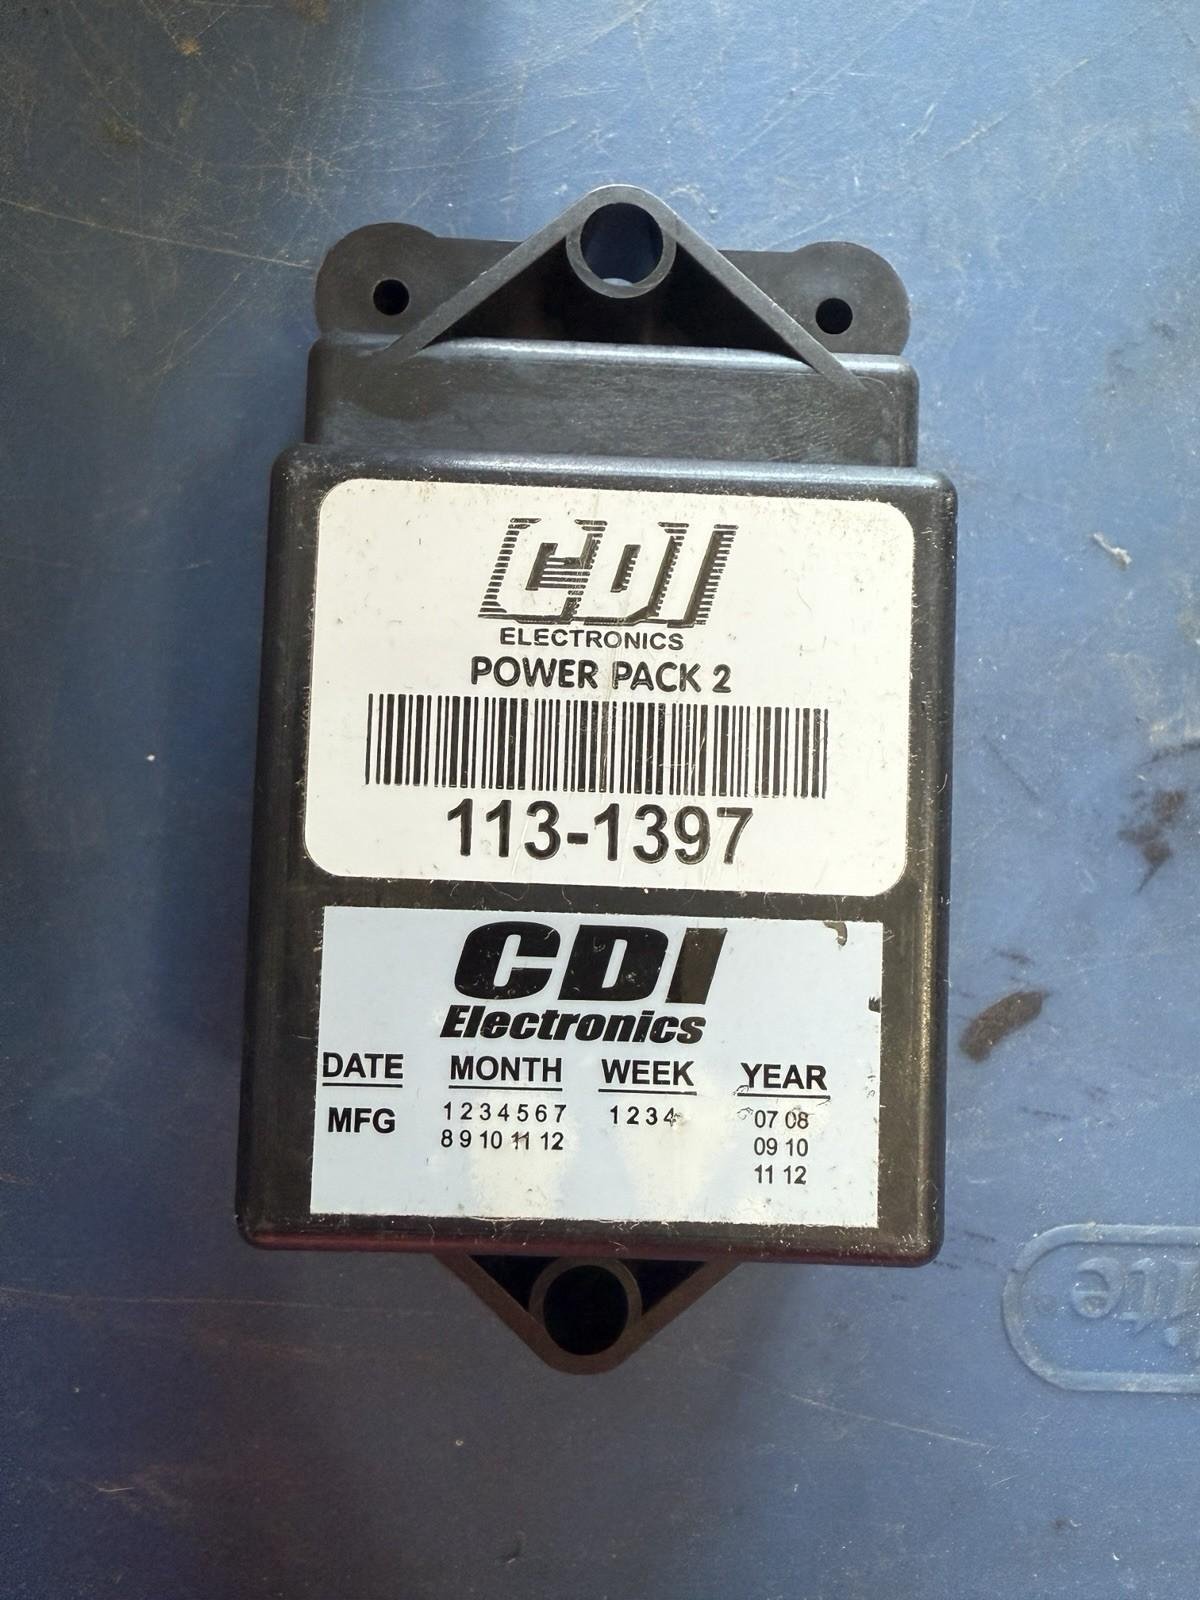 CDI
ELECTRONICS
POWER PACK 2
113-1397
CDI
Electronics
DATE MONTH WEEK YEAR
MFG 1 2 3 4 5 6 7 1 2 3 4 07 08
8 9 10 11 12 09 10
11 12